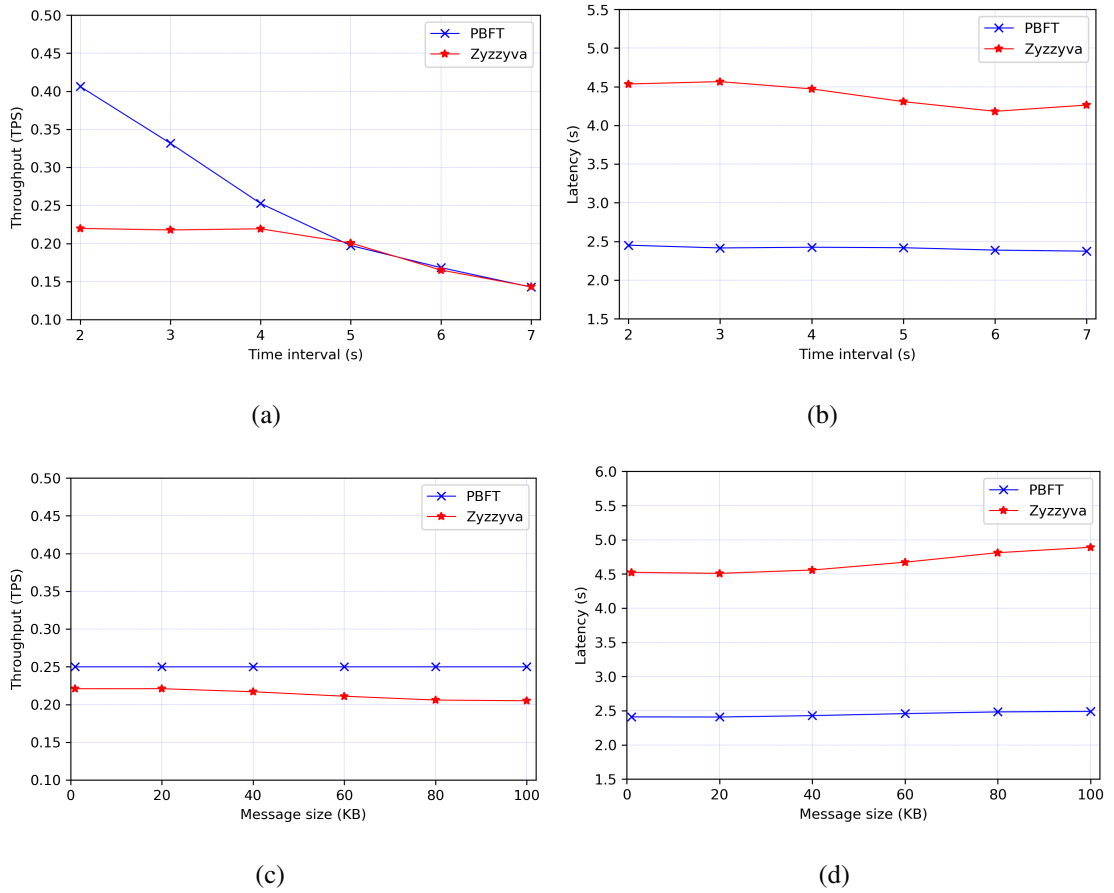 0.50
0.45
0.40
0.35
0.30
0.25
0.20
0.15
0.10
Throughput (TPS)
2 3 4 5 6 7
Time interval (s)
PBFT
Zyzzyva
(a)
5.5
5.0
4.5
4.0
3.5
3.0
2.5
2.0
1.5
Latency (s)
2 3 4 5 6 7
Time interval (s)
PBFT
Zyzzyva
(b)
0.50
0.45
0.40
0.35
0.30
0.25
0.20
0.15
0.10
Throughput (TPS)
0 20 40 60 80 100
Message size (KB)
PBFT
Zyzzyva
(c)
6.0
5.5
5.0
4.5
4.0
3.5
3.0
2.5
2.0
1.5
Latency (s)
0 20 40 60 80 100
Message size (KB)
PBFT
Zyzzyva
(d)